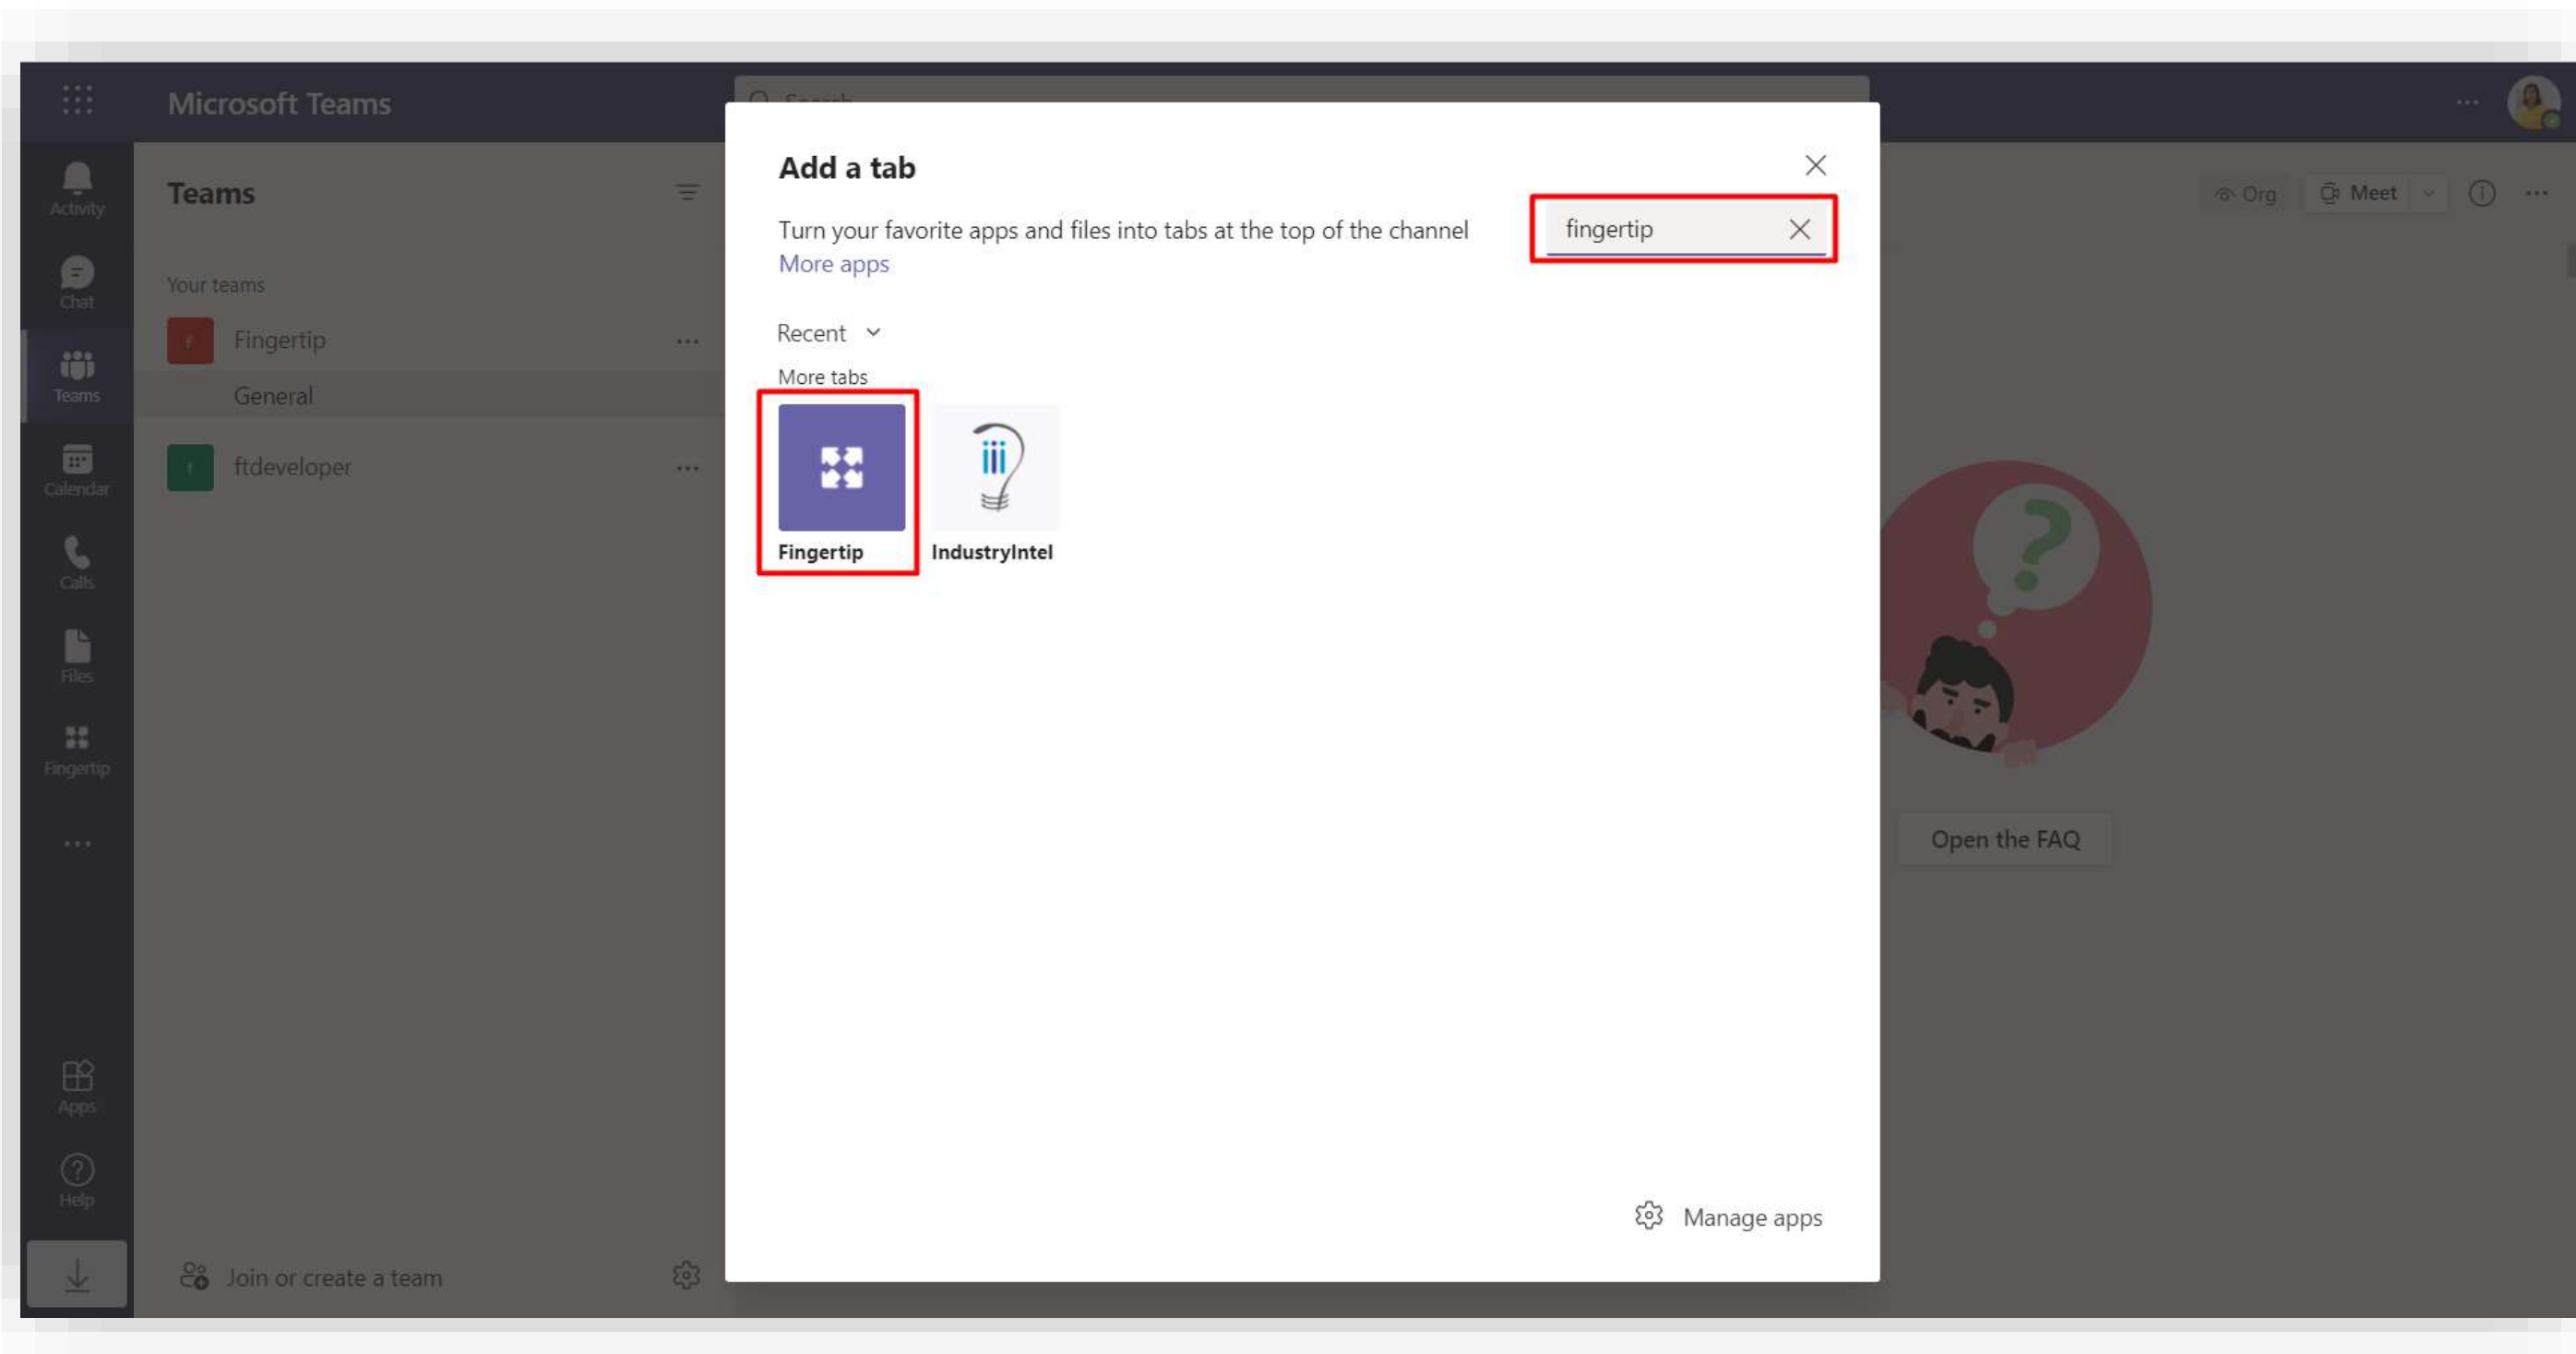 Microsoft Teams
Search
Activity
Chat
Teams
Calendar
Calls
Files
Fingertip
Apps
Help
Teams
Your teams
F
Fingertip
General
f
ftdeveloper
Join or create a team
Add a tab
Turn your favorite apps and files into tabs at the top of the channel
More apps
fingertip
Recent
More tabs
Fingertip
IndustryIntel
Manage apps
Org
Meet
?
Open the FAQ